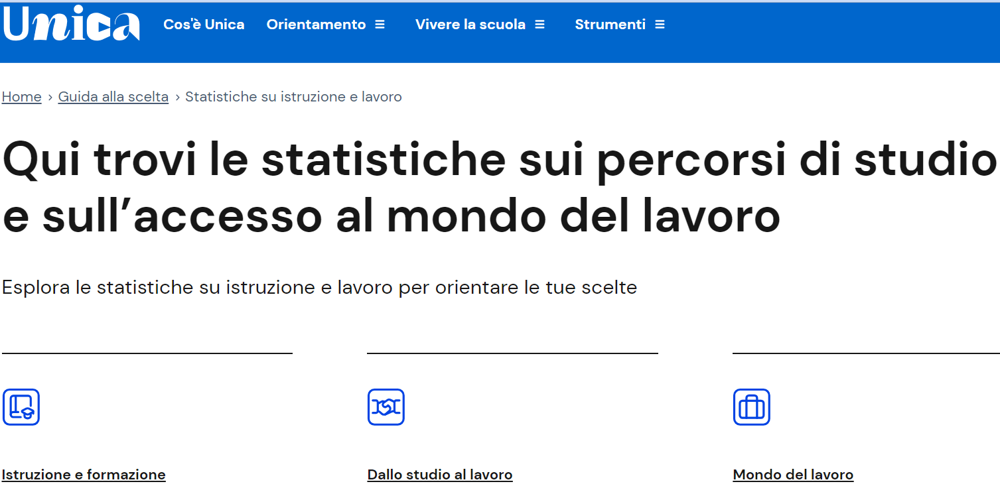 Unica Cos'è Unica Orientamento Vivere la scuola Strumenti
Home › Guida alla scelta › Statistiche su istruzione e lavoro
Qui trovi le statistiche sui percorsi di studio
e sull’accesso al mondo del lavoro
Esplora le statistiche su istruzione e lavoro per orientare le tue scelte
Istruzione e formazione Dallo studio al lavoro Mondo del lavoro